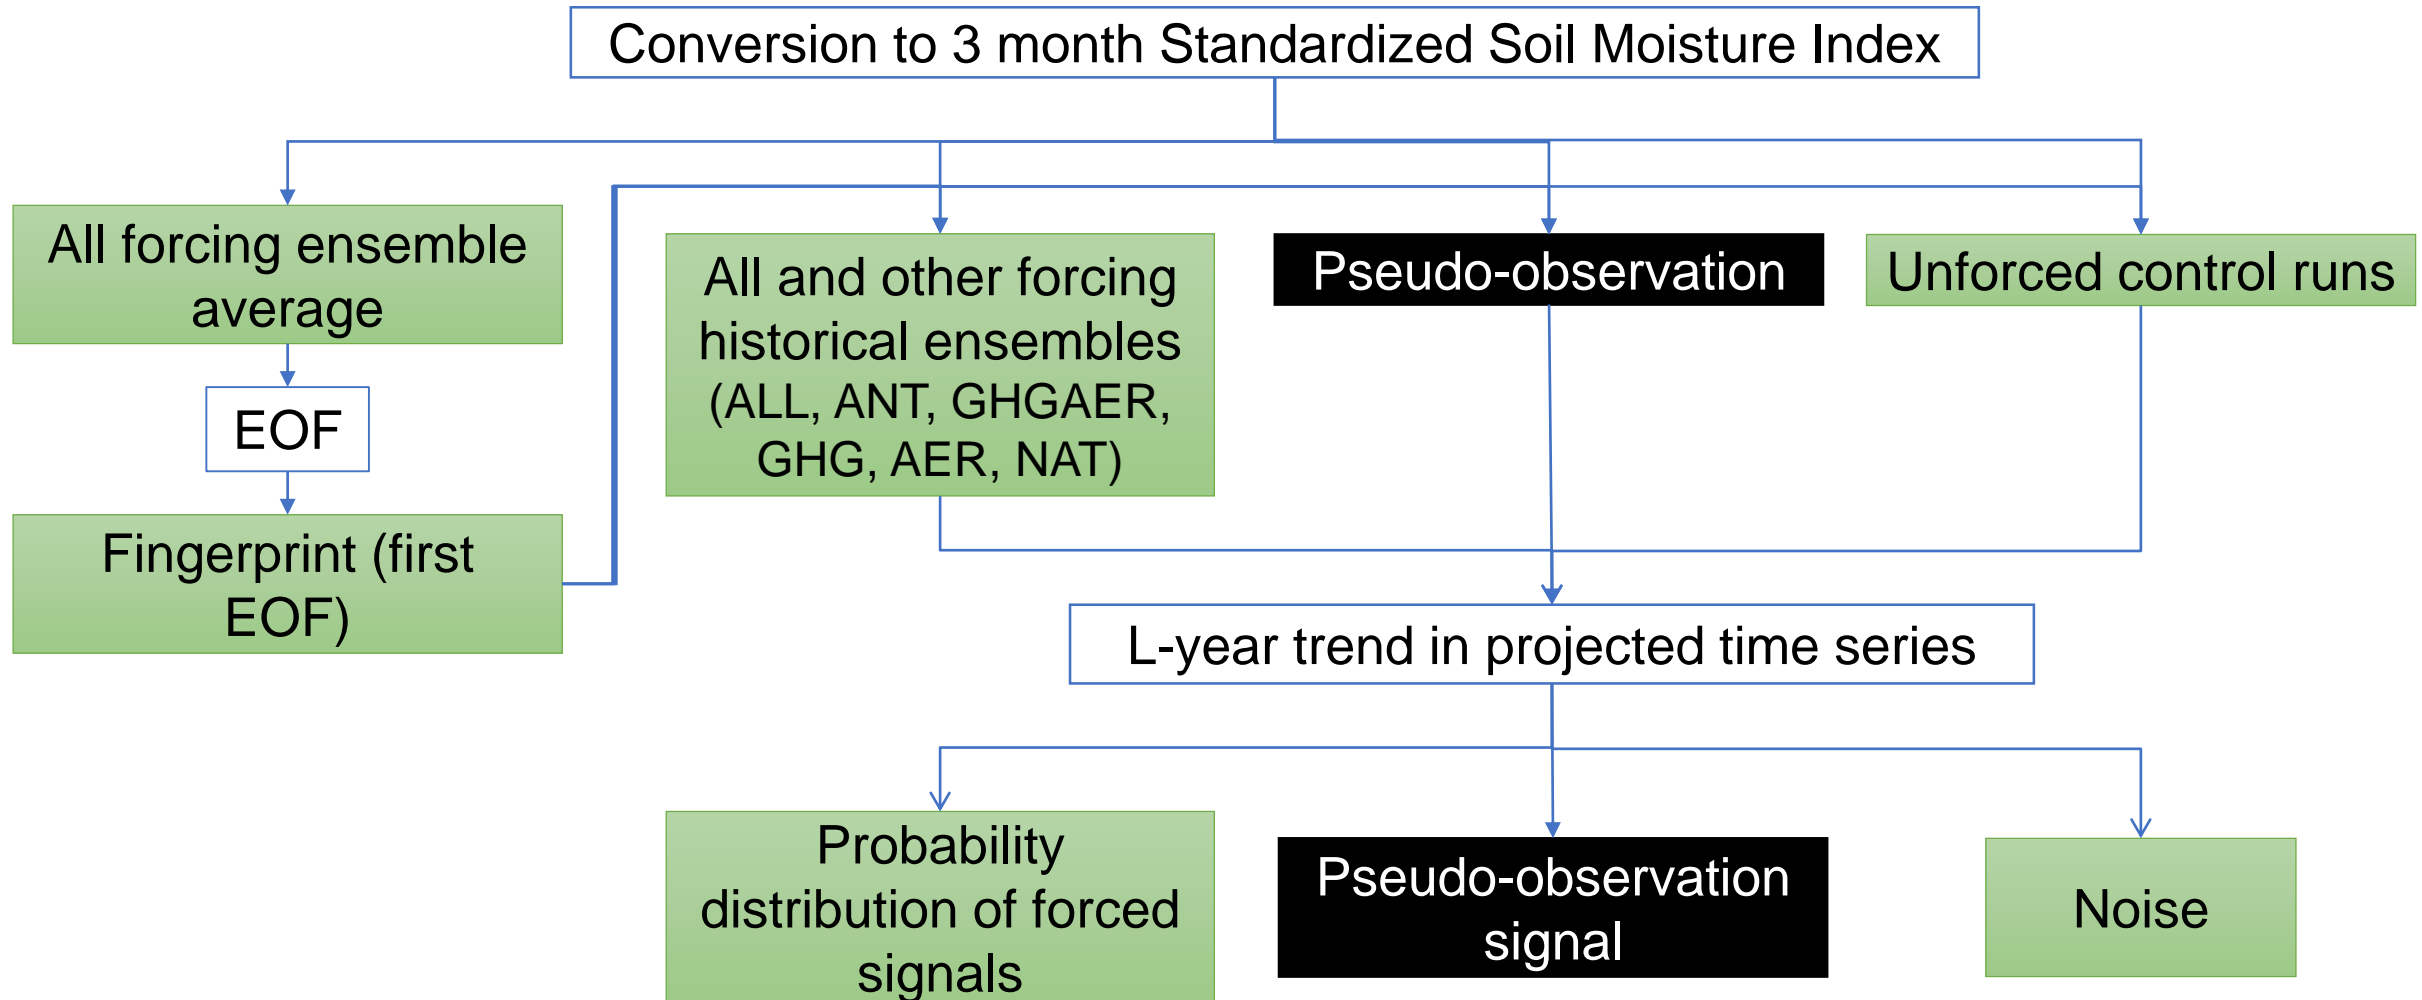 Conversion to 3 month Standardized Soil Moisture Index
All forcing ensemble
average
All and other forcing
historical ensembles
(ALL, ANT, GHGAER,
GHG, AER, NAT)
Pseudo-observation
Unforced control runs
EOF
Fingerprint (first
EOF)
L-year trend in projected time series
Probability
distribution of forced
signals
Pseudo-observation
signal
Noise